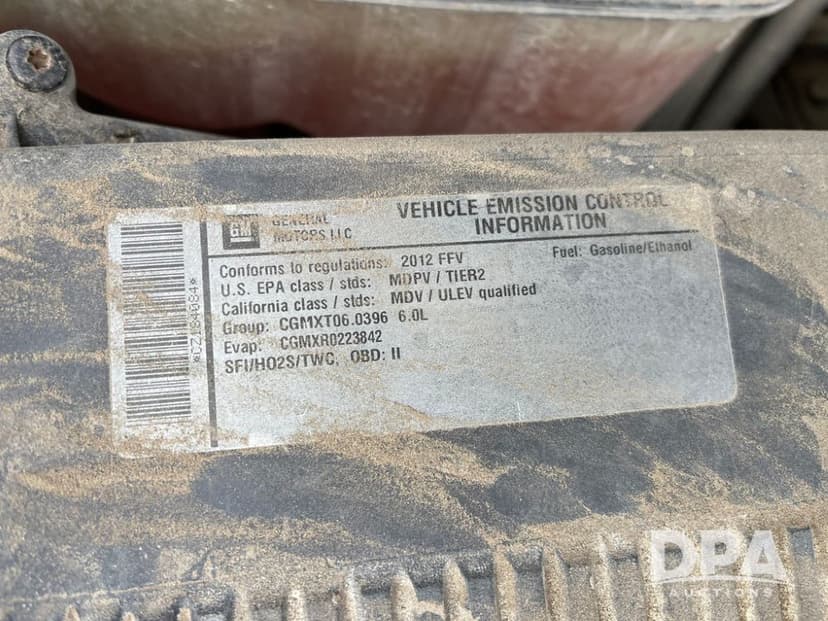 GM
GENERAL MOTORS LLC
VEHICLE EMISSION CONTROL
INFORMATION
Conforms to regulations: 2012 FFV
Fuel: Gasoline/Ethanol
U.S. EPA class / stds: MDPV / TIER2
California class / stds: MDV / ULEV qualified
Group: CGMXT06.0396 6.0L
Evap: CGMXR0223842
SFI/HO2S/TWC, OBD: II
*CZ184084*
DPA
AUCTIONS